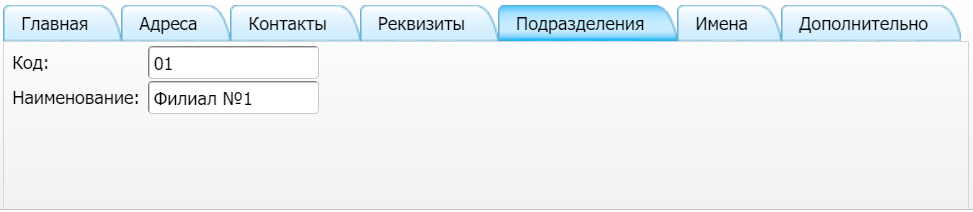 Главная Адреса Контакты Реквизиты Подразделения Имена Дополнительно
Код: 01
Наименование: Филиал №1